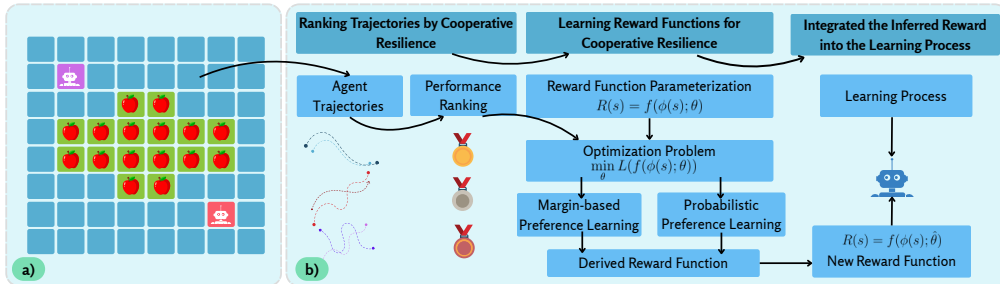 a)
b)
Ranking Trajectories by Cooperative
Resilience
Learning Reward Functions for
Cooperative Resilience
Integrated the Inferred Reward
into the Learning Process
Agent
Trajectories
Performance
Ranking
Reward Function Parameterization
R(s) = f(ϕ(s); θ)
Optimization Problem
min L(f(ϕ(s); θ))
θ
Margin-based
Preference Learning
Probabilistic
Preference Learning
Derived Reward Function
Learning Process
R(s) = f(ϕ(s); θ̂)
New Reward Function